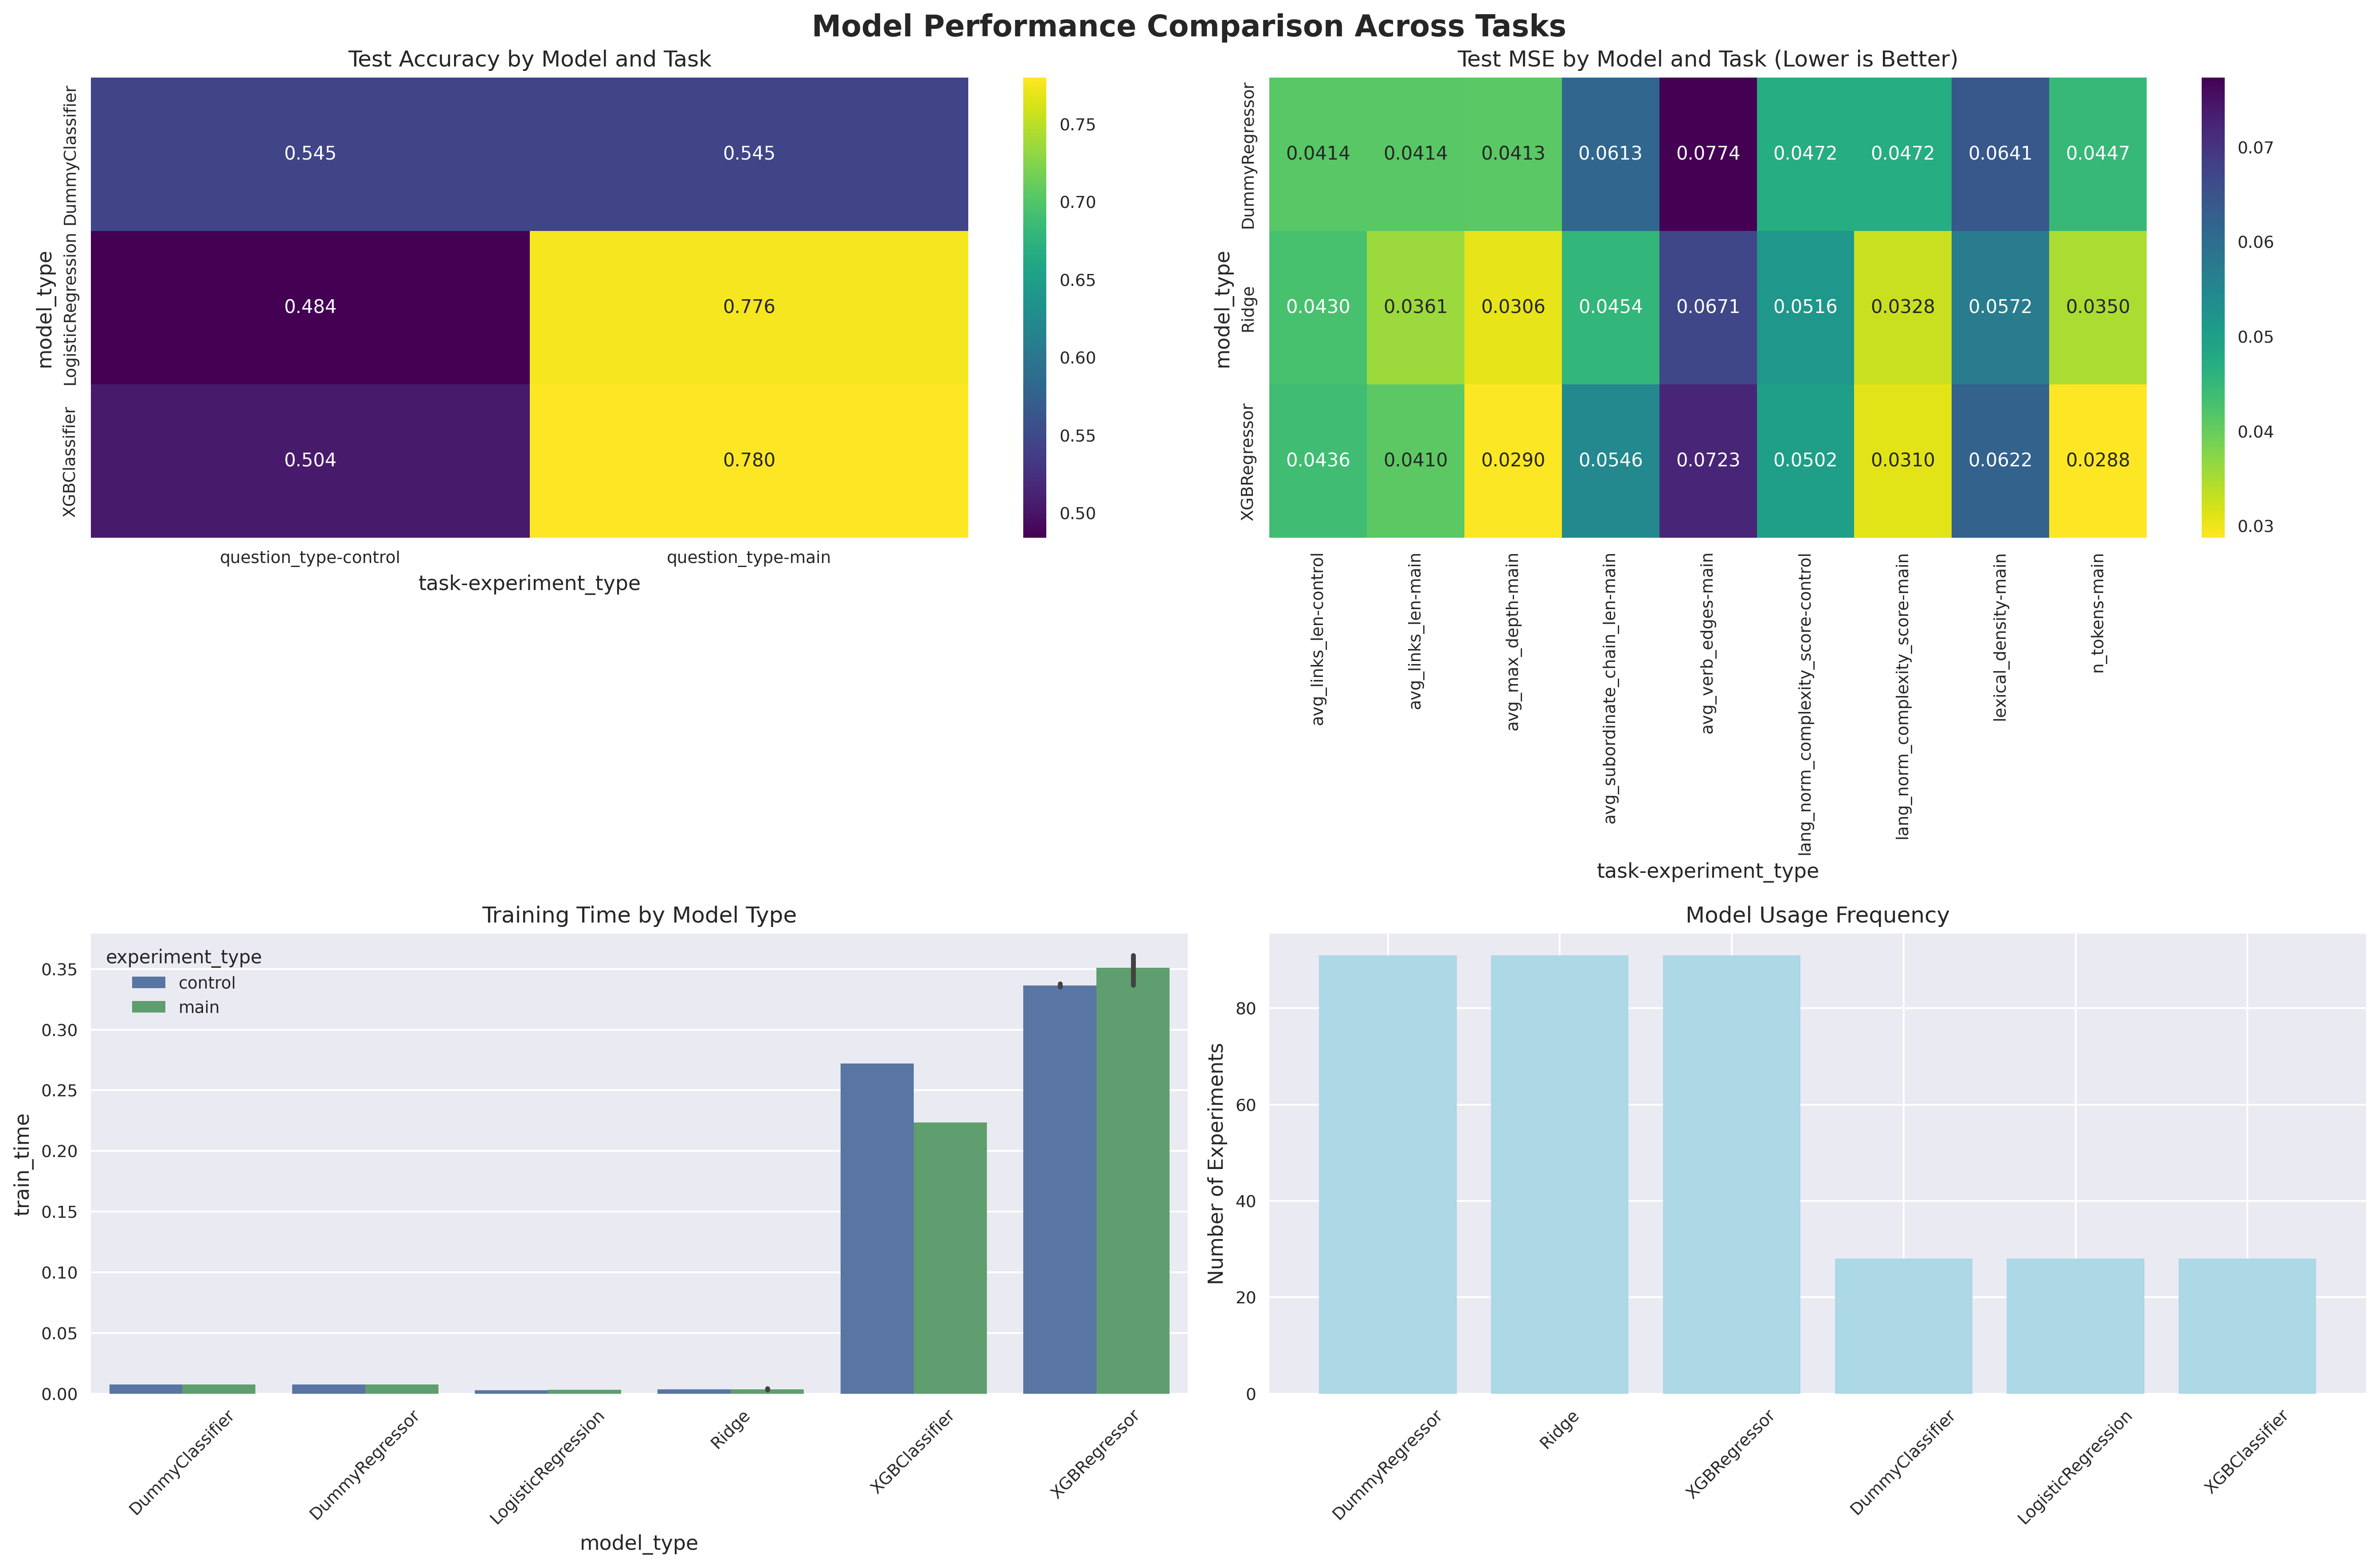 Model Performance Comparison Across Tasks
Test Accuracy by Model and Task
model_type
DummyClassifier
LogisticRegression
XGBClassifier
0.545 0.545
0.484 0.776
0.504 0.780
question_type-control question_type-main
task-experiment_type
0.75
0.70
0.65
0.60
0.55
0.50
Test MSE by Model and Task (Lower is Better)
model_type
DummyRegressor
Ridge
XGBRegressor
0.0414 0.0414 0.0413 0.0613 0.0774 0.0472 0.0472 0.0641 0.0447
0.0430 0.0361 0.0306 0.0454 0.0671 0.0516 0.0328 0.0572 0.0350
0.0436 0.0410 0.0290 0.0546 0.0723 0.0502 0.0310 0.0622 0.0288
avg_links_len-control
avg_links_len-main
avg_max_depth-main
avg_subordinate_chain_len-main
avg_verb_edges-main
lang_norm_complexity_score-control
lang_norm_complexity_score-main
lexical_density-main
n_tokens-main
task-experiment_type
0.07
0.06
0.05
0.04
0.03
Training Time by Model Type
experiment_type
control
main
train_time
0.35
0.30
0.25
0.20
0.15
0.10
0.05
0.00
DummyClassifier
DummyRegressor
LogisticRegression
Ridge
XGBClassifier
XGBRegressor
model_type
Model Usage Frequency
Number of Experiments
80
60
40
20
0
DummyRegressor
Ridge
XGBRegressor
DummyClassifier
LogisticRegression
XGBClassifier